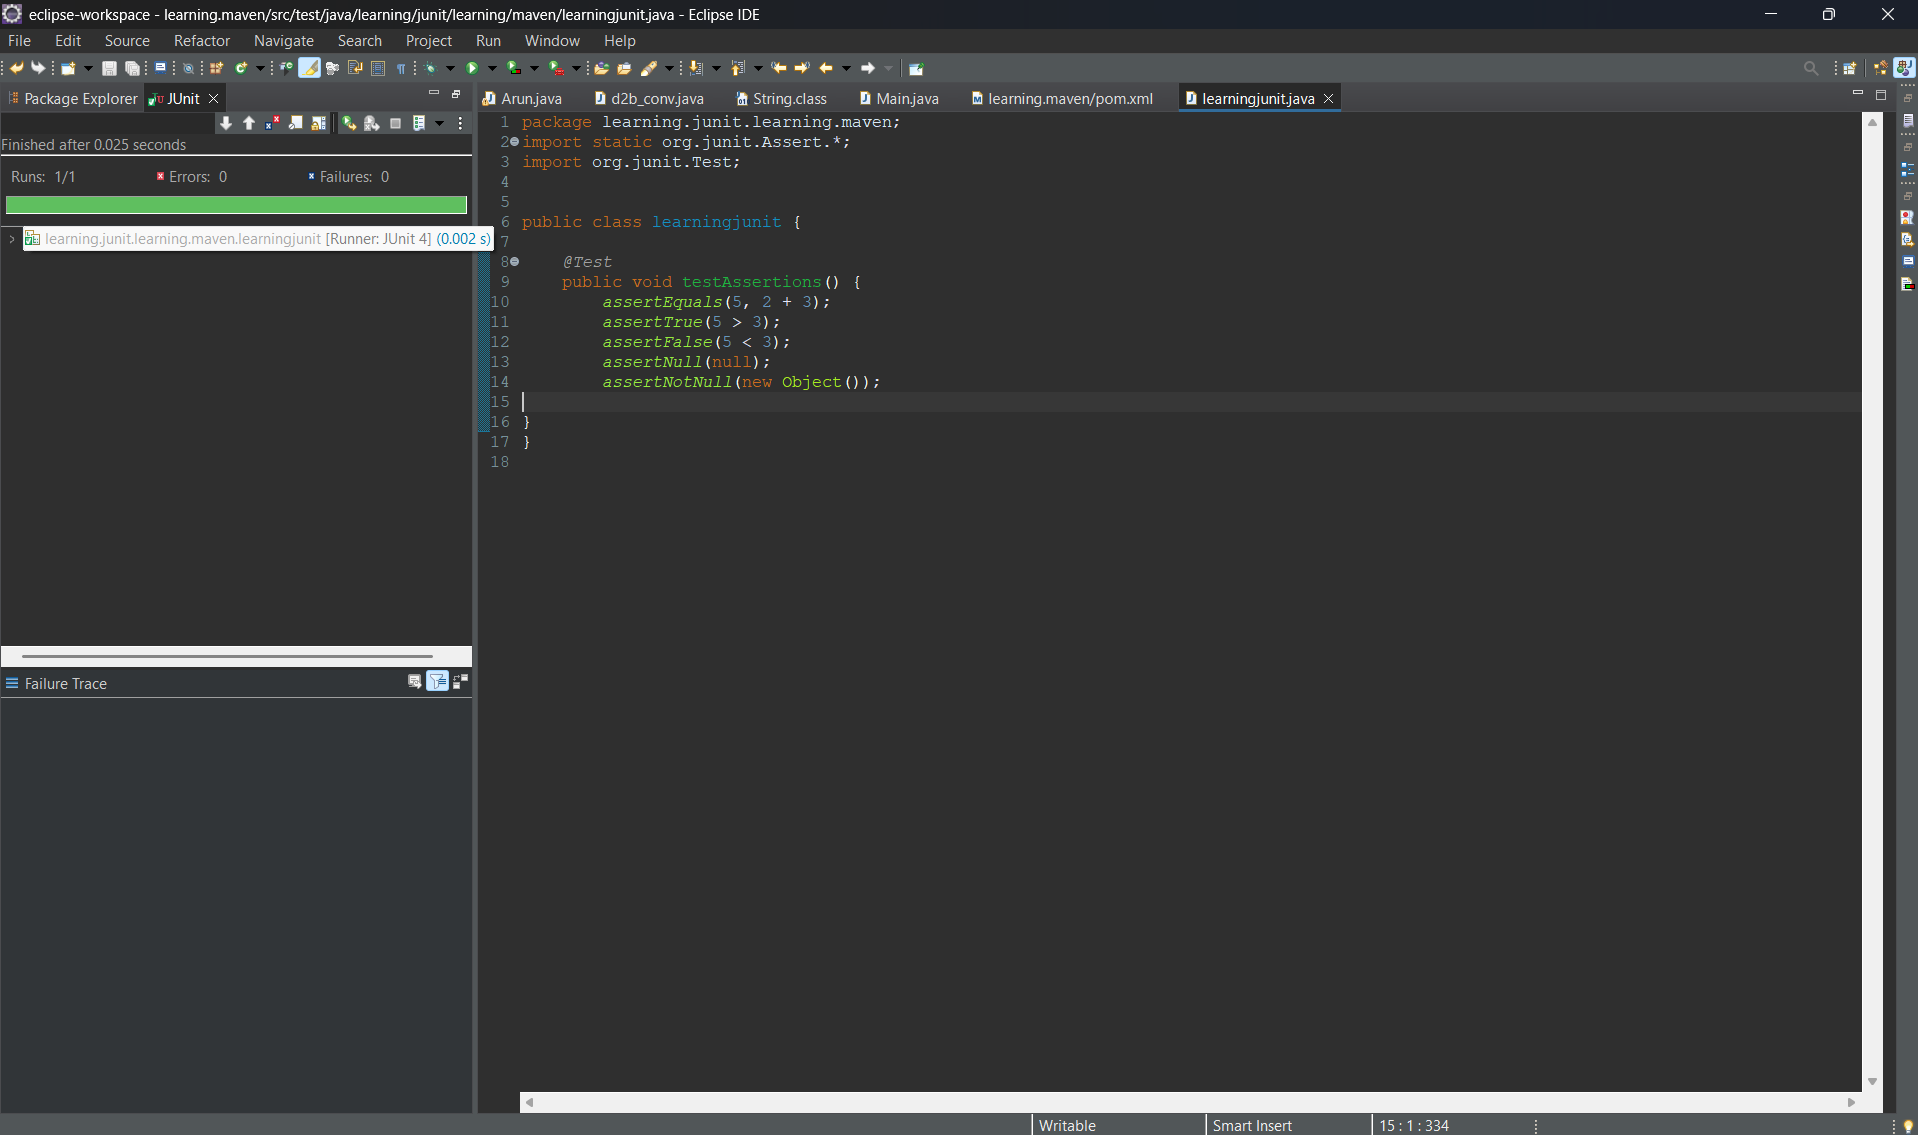 eclipse-workspace - learning.maven/src/test/java/learning/junit/learning/maven/learningjunit.java - Eclipse IDE
File Edit Source Refactor Navigate Search Project Run Window Help
Package Explorer JUnit
Finished after 0.025 seconds
Runs: 1/1 Errors: 0 Failures: 0
learning.junit.learning.maven.learningjunit [Runner: JUnit 4] (0.002 s)
Failure Trace
Arun.java d2b_conv.java String.class Main.java learning.maven/pom.xml learningjunit.java
1 package learning.junit.learning.maven;
2 import static org.junit.Assert.*;
3 import org.junit.Test;
4
5
6 public class learningjunit {
7
8 @Test
9 public void testAssertions() {
10 assertEquals(5, 2 + 3);
11 assertTrue(5 > 3);
12 assertFalse(5 < 3);
13 assertNull(null);
14 assertNotNull(new Object());
15
16 }
17 }
18
Writable Smart Insert 15 : 1 : 334